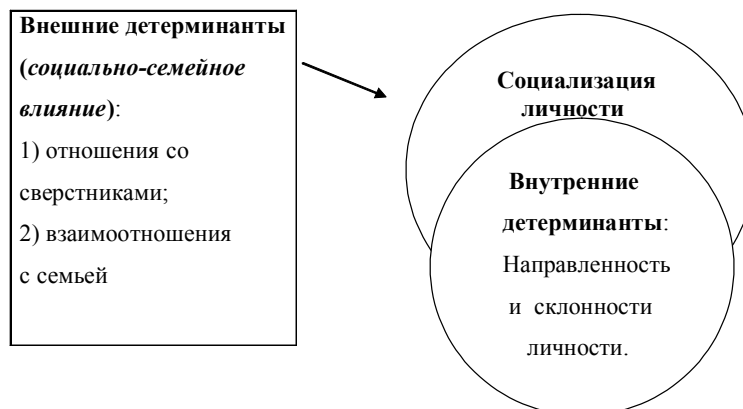 Внешние детерминанты
(социально-семейное
влияние):
1) отношения со
сверстниками;
2) взаимоотношения
с семьей
Социализация
личности
Внутренние
детерминанты:
Направленность
и склонности
личности.